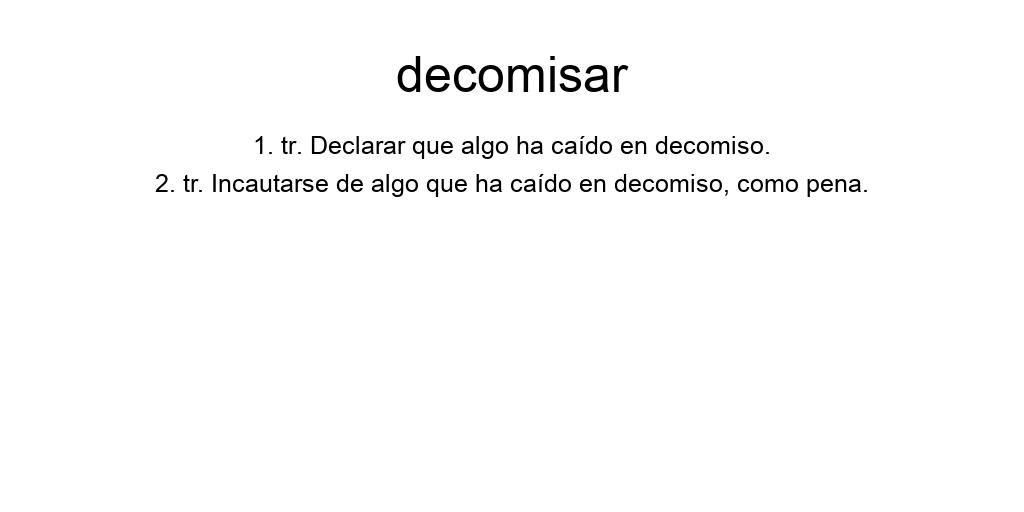 decomisar
1. tr. Declarar que algo ha caído en decomiso.
2. tr. Incautarse de algo que ha caído en decomiso, como pena.